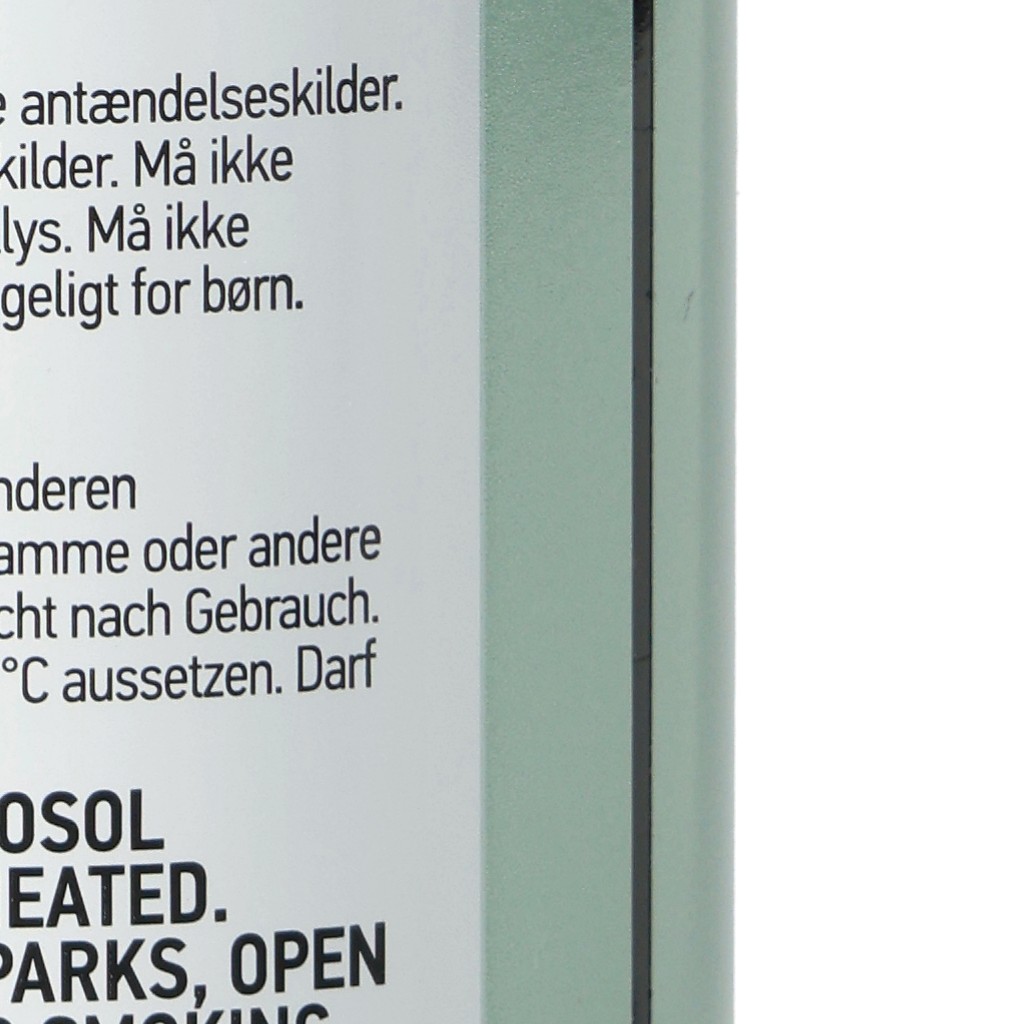 antændelseskilder.
kilder. Må ikke
lys. Må ikke
geligt for børn.
nderen
amme oder andere
cht nach Gebrauch.
°C aussetzen. Darf
OSOL
EATED.
PARKS, OPEN
SMOKING